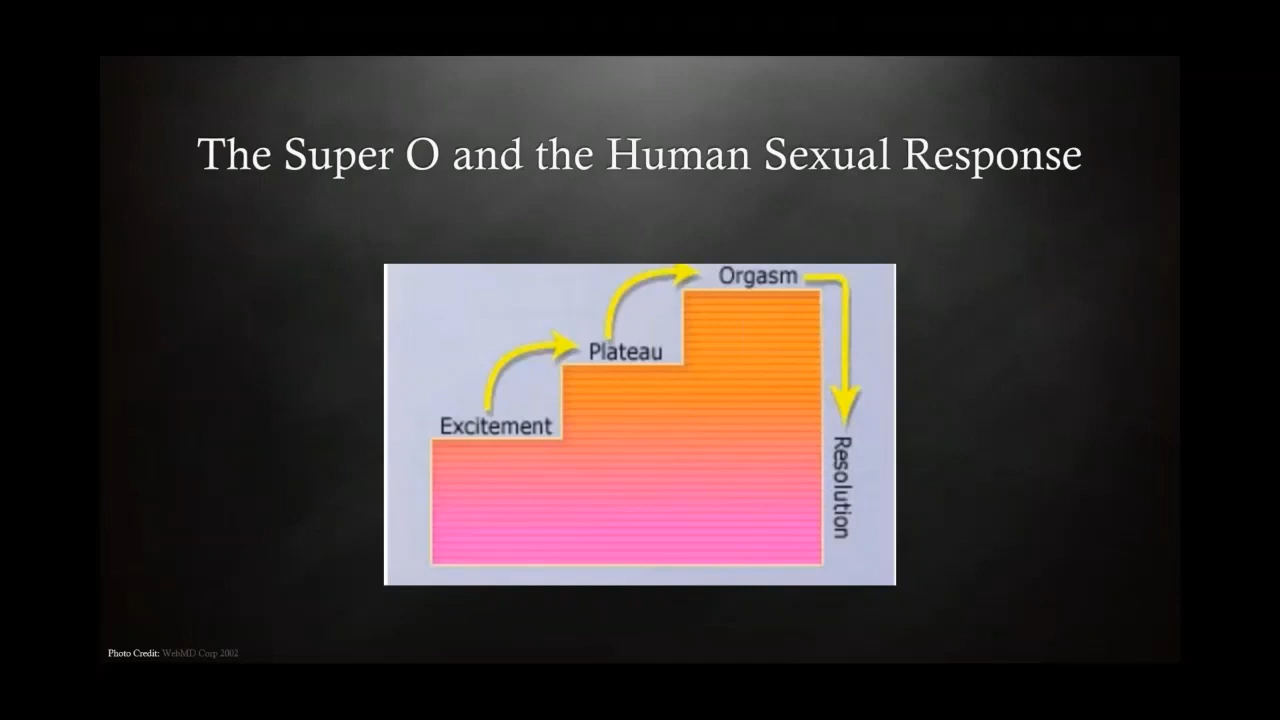 The Super O and the Human Sexual Response
Orgasm
Plateau
Excitement
Resolution
Photo Credit: WebMD Corp 2002